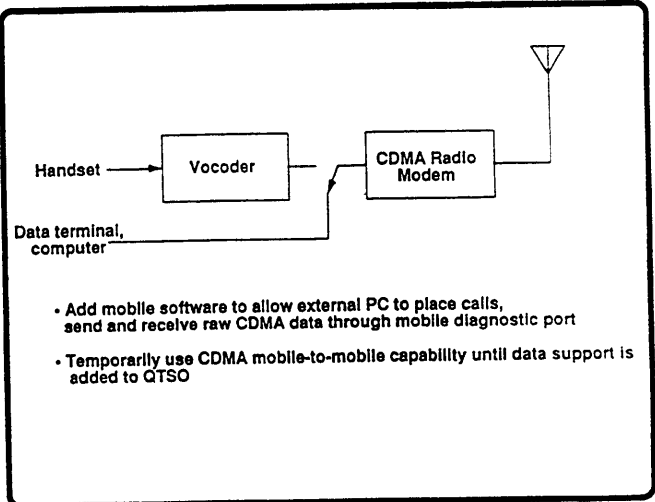 Handset
Vocoder
CDMA Radio
Modem
Data terminal,
computer
• Add mobile software to allow external PC to place calls,
send and receive raw CDMA data through mobile diagnostic port
• Temporarily use CDMA mobile-to-mobile capability until data support is
added to QTSO